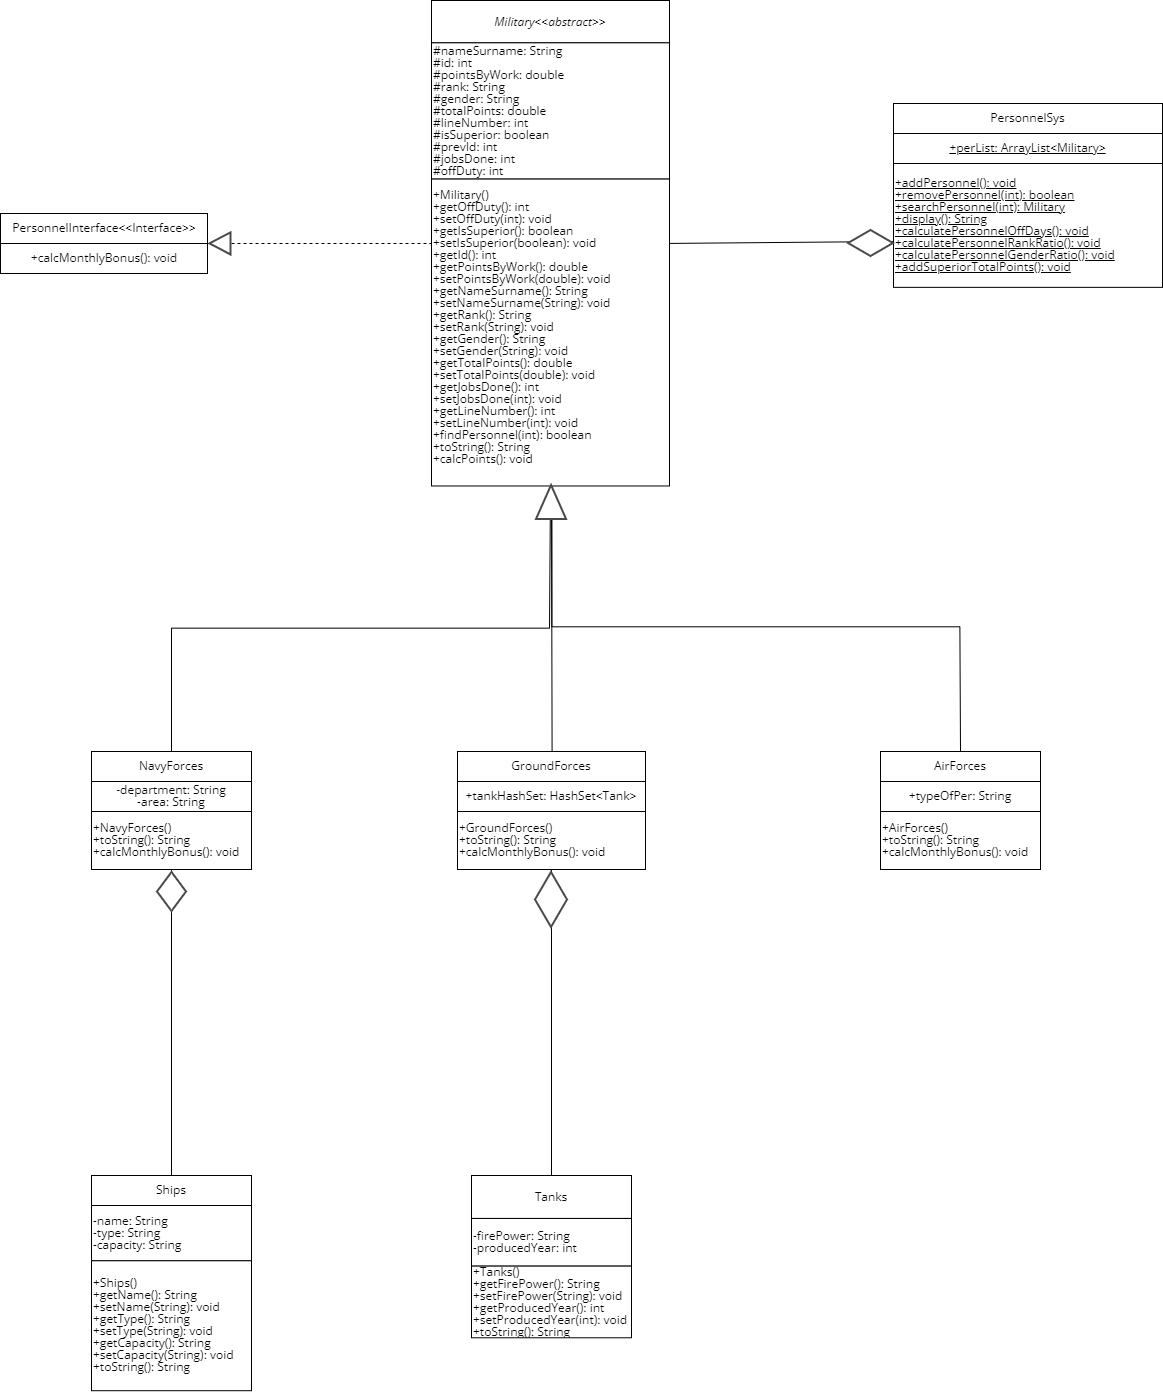 Military<<abstract>>
#nameSurname: String
#id: int
#pointsByWork: double
#rank: String
#gender: String
#totalPoints: double
#lineNumber: int
#isSuperior: boolean
#prevId: int
#jobsDone: int
#offDuty: int
+Military()
+getOffDuty(): int
+setOffDuty(int): void
+getIsSuperior(): boolean
+setIsSuperior(boolean): void
+getId(): int
+getPointsByWork(): double
+setPointsByWork(double): void
+getNameSurname(): String
+setNameSurname(String): void
+getRank(): String
+setRank(String): void
+getGender(): String
+setGender(String): void
+getTotalPoints(): double
+setTotalPoints(double): void
+getJobsDone(): int
+setJobsDone(int): void
+getLineNumber(): int
+setLineNumber(int): void
+findPersonnel(int): boolean
+toString(): String
+calcPoints(): void
PersonnelSys
+perList: ArrayList<Military>
+addPersonnel(): void
+removePersonnel(int): boolean
+searchPersonnel(int): Military
+display(): String
+calculatePersonnelOffDays(): void
+calculatePersonnelRankRatio(): void
+calculatePersonnelGenderRatio(): void
+addSuperiorTotalPoints(): void
PersonnelInterface<<Interface>>
+calcMonthlyBonus(): void
NavyForces
-department: String
-area: String
+NavyForces()
+toString(): String
+calcMonthlyBonus(): void
GroundForces
+tankHashSet: HashSet<Tank>
+GroundForces()
+toString(): String
+calcMonthlyBonus(): void
AirForces
+typeOfPer: String
+AirForces()
+toString(): String
+calcMonthlyBonus(): void
Ships
-name: String
-type: String
-capacity: String
+Ships()
+getName(): String
+setName(String): void
+getType(): String
+setType(String): void
+getCapacity(): String
+setCapacity(String): void
+toString(): String
Tanks
-firePower: String
-producedYear: int
+Tanks()
+getFirePower(): String
+setFirePower(String): void
+getProducedYear(): int
+setProducedYear(int): void
+toString(): String